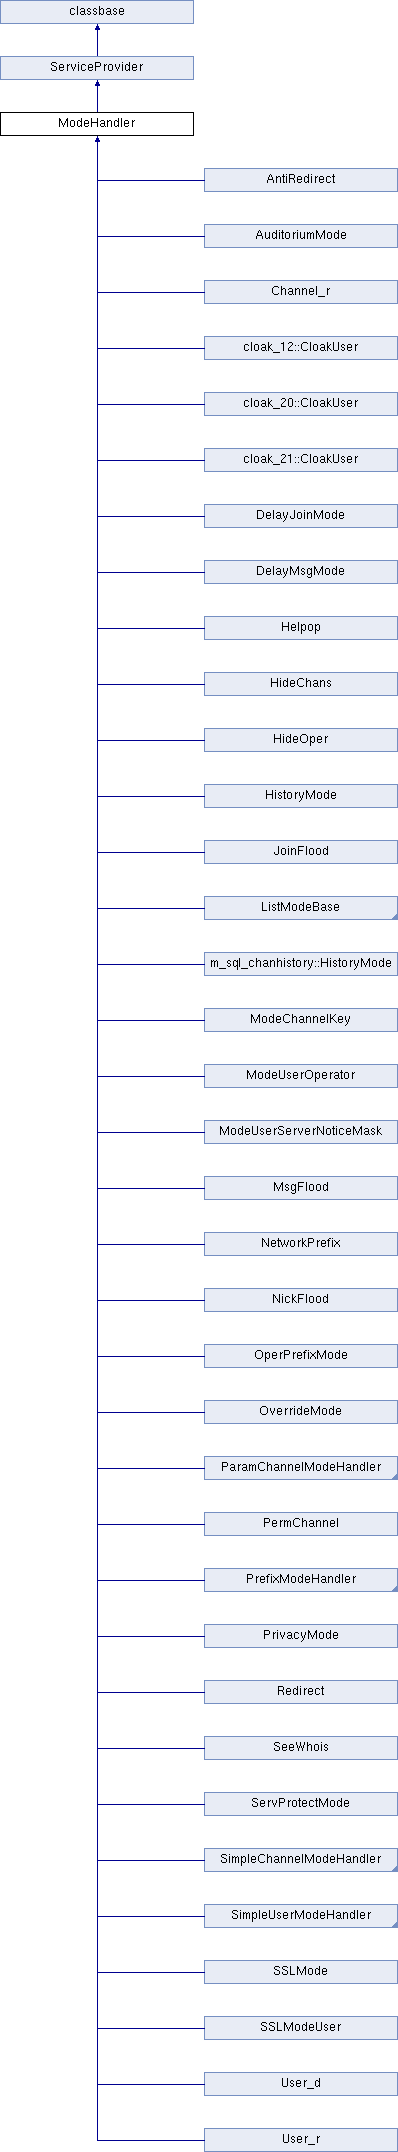 classbase
ServiceProvider
ModeHandler
AntiRedirect
AuditoriumMode
Channel_r
cloak_12::CloakUser
cloak_20::CloakUser
cloak_21::CloakUser
DelayJoinMode
DelayMsgMode
Helpop
HideChans
HideOper
HistoryMode
JoinFlood
ListModeBase
m_sql_chanhistory::HistoryMode
ModeChannelKey
ModeUserOperator
ModeUserServerNoticeMask
MsgFlood
NetworkPrefix
NickFlood
OperPrefixMode
OverrideMode
ParamChannelModeHandler
PermChannel
PrefixModeHandler
PrivacyMode
Redirect
SeeWhois
ServProtectMode
SimpleChannelModeHandler
SimpleUserModeHandler
SSLMode
SSLModeUser
User_d
User_r